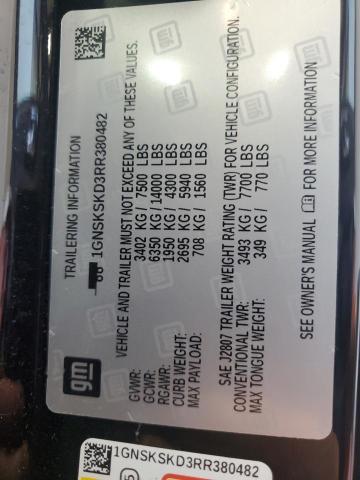 TRAILERING INFORMATION
1GNSKSKD3RR380482
gm
VEHICLE AND TRAILER MUST NOT EXCEED ANY OF THESE VALUES.
GVWR: 3402 KG / 7500 LBS
GCWR: 6350 KG / 14000 LBS
RGAWR: 1950 KG / 4300 LBS
CURB WEIGHT: 2695 KG / 5940 LBS
MAX PAYLOAD: 708 KG / 1560 LBS
SAE J2807 TRAILER WEIGHT RATING (TWR) FOR VEHICLE CONFIGURATION.
CONVENTIONAL TWR: 3493 KG / 7700 LBS
MAX TONGUE WEIGHT: 349 KG / 770 LBS
SEE OWNER'S MANUAL FOR MORE INFORMATION
1GNSKSKD3RR380482